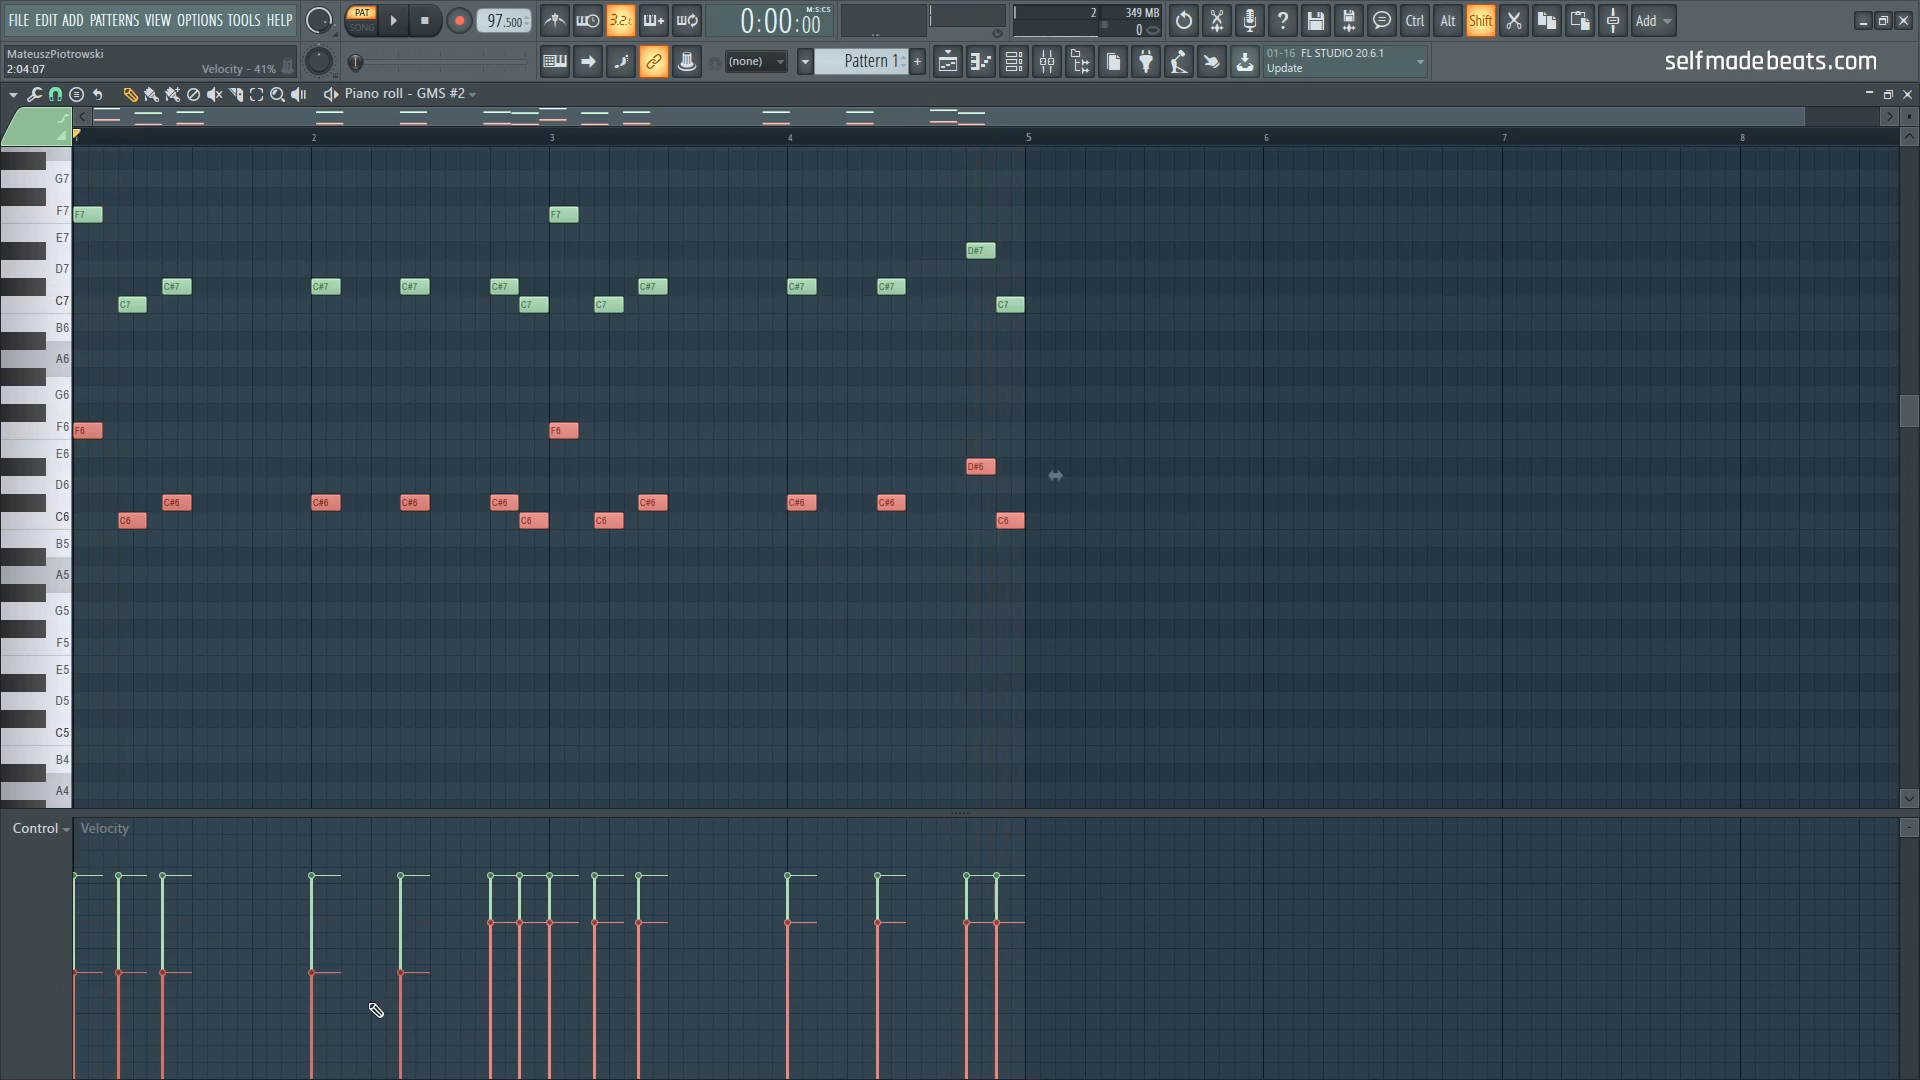 FILE EDIT ADD PATTERNS VIEW OPTIONS TOOLS HELP
PAT
SONG
97.500
3.2.
0:00:00
M:S:CS
2
349 MB
0
Ctrl
Alt
Shift
Add
MateuszPiotrowski
2:04:07
Velocity - 41%
(none)
Pattern 1
+
01-16 FL STUDIO 20.6.1
Update
selfmadebeats.com
Piano roll - GMS #2
2 3 4 5 6 7 8
G7
F7
E7
D7
C7
B6
A6
G6
F6
E6
D6
C6
B5
A5
G5
F5
E5
D5
C5
B4
A4
F7 F7
D#7
C#7 C#7 C#7 C#7 C#7 C#7 C#7
C7 C7 C7 C7
F6 F6
D#6
C#6 C#6 C#6 C#6 C#6 C#6 C#6
C6 C6 C6 C6
Control
Velocity